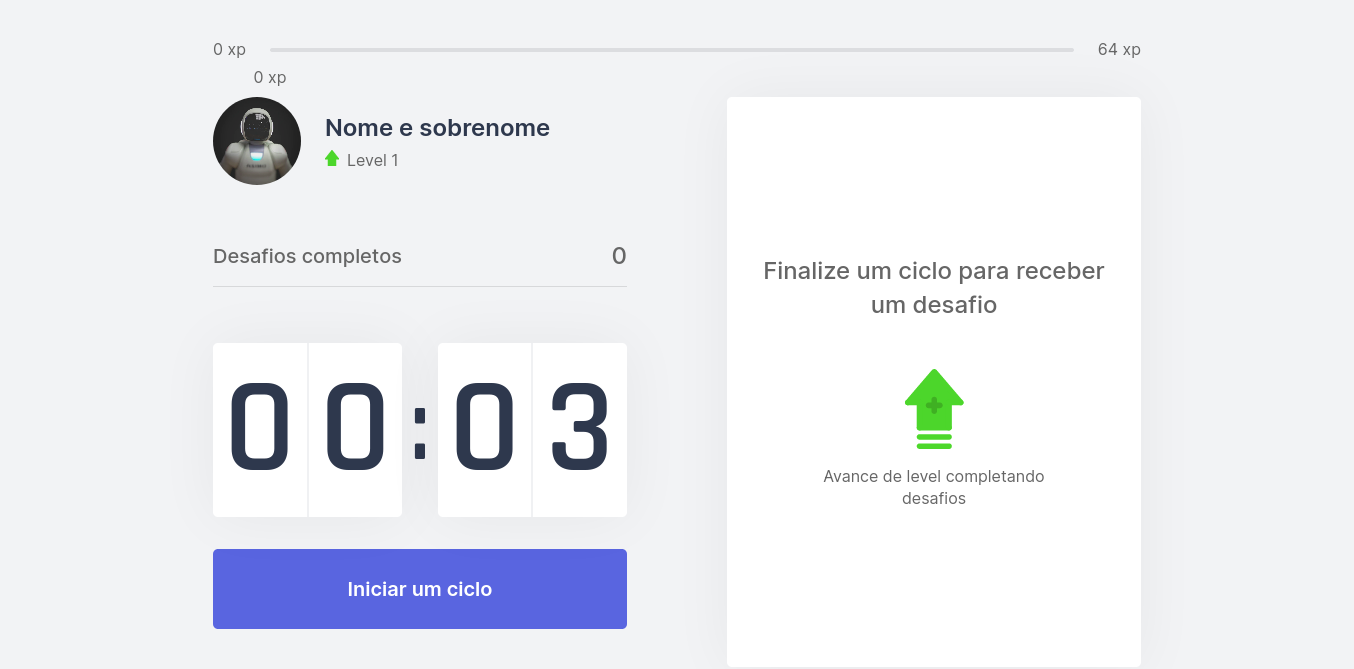 0 xp
64 xp
0 xp
Nome e sobrenome
Level 1
Desafios completos
0
00:03
Iniciar um ciclo
Finalize um ciclo para receber
um desafio
Avance de level completando
desafios